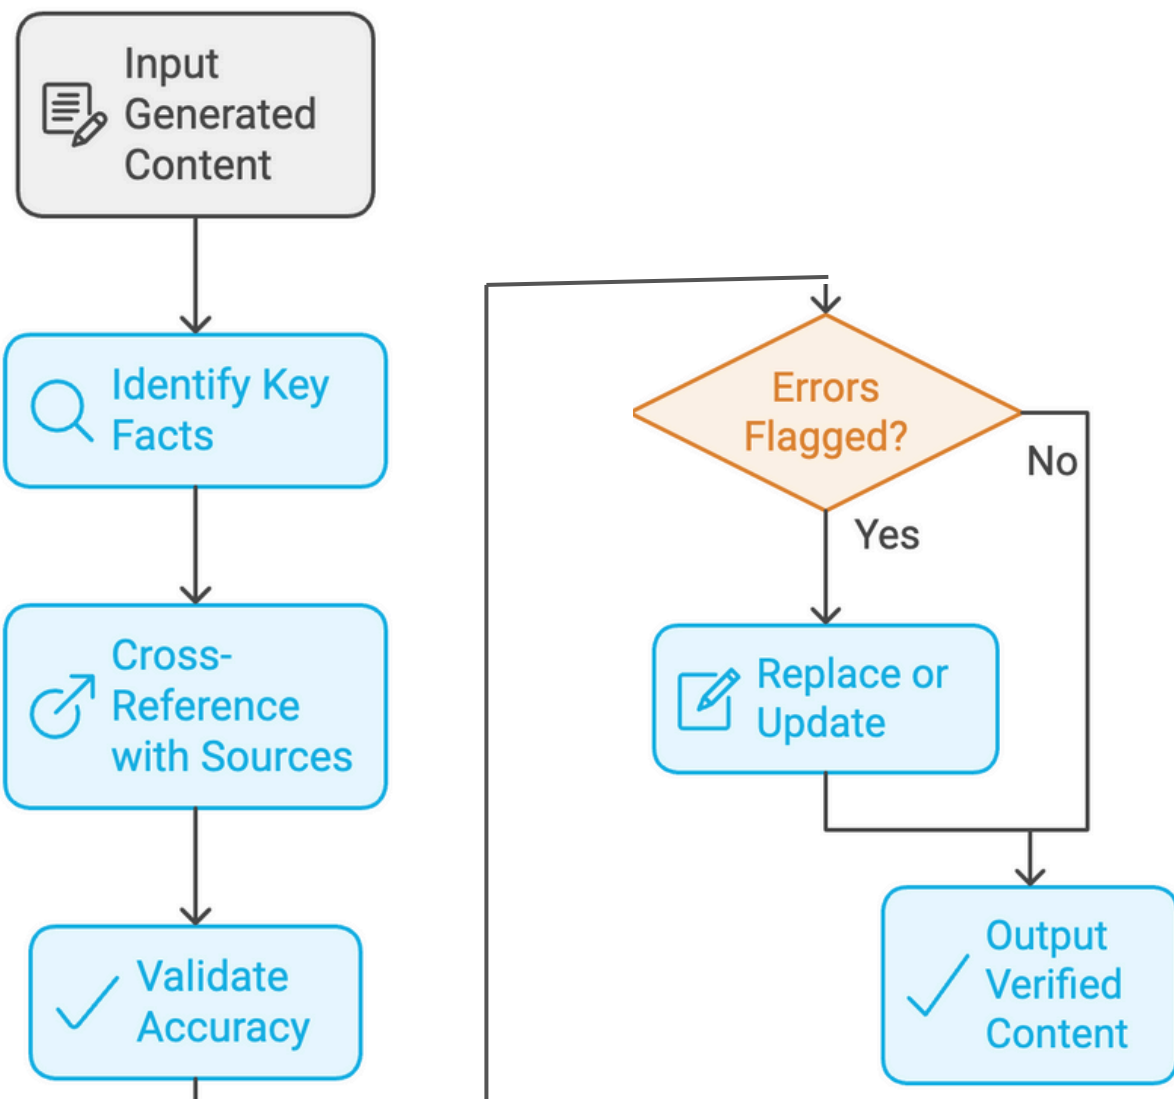 Input
Generated
Content
Identify Key
Facts
Cross-
Reference
with Sources
Validate
Accuracy
Errors
Flagged?
No
Yes
Replace or
Update
Output
Verified
Content